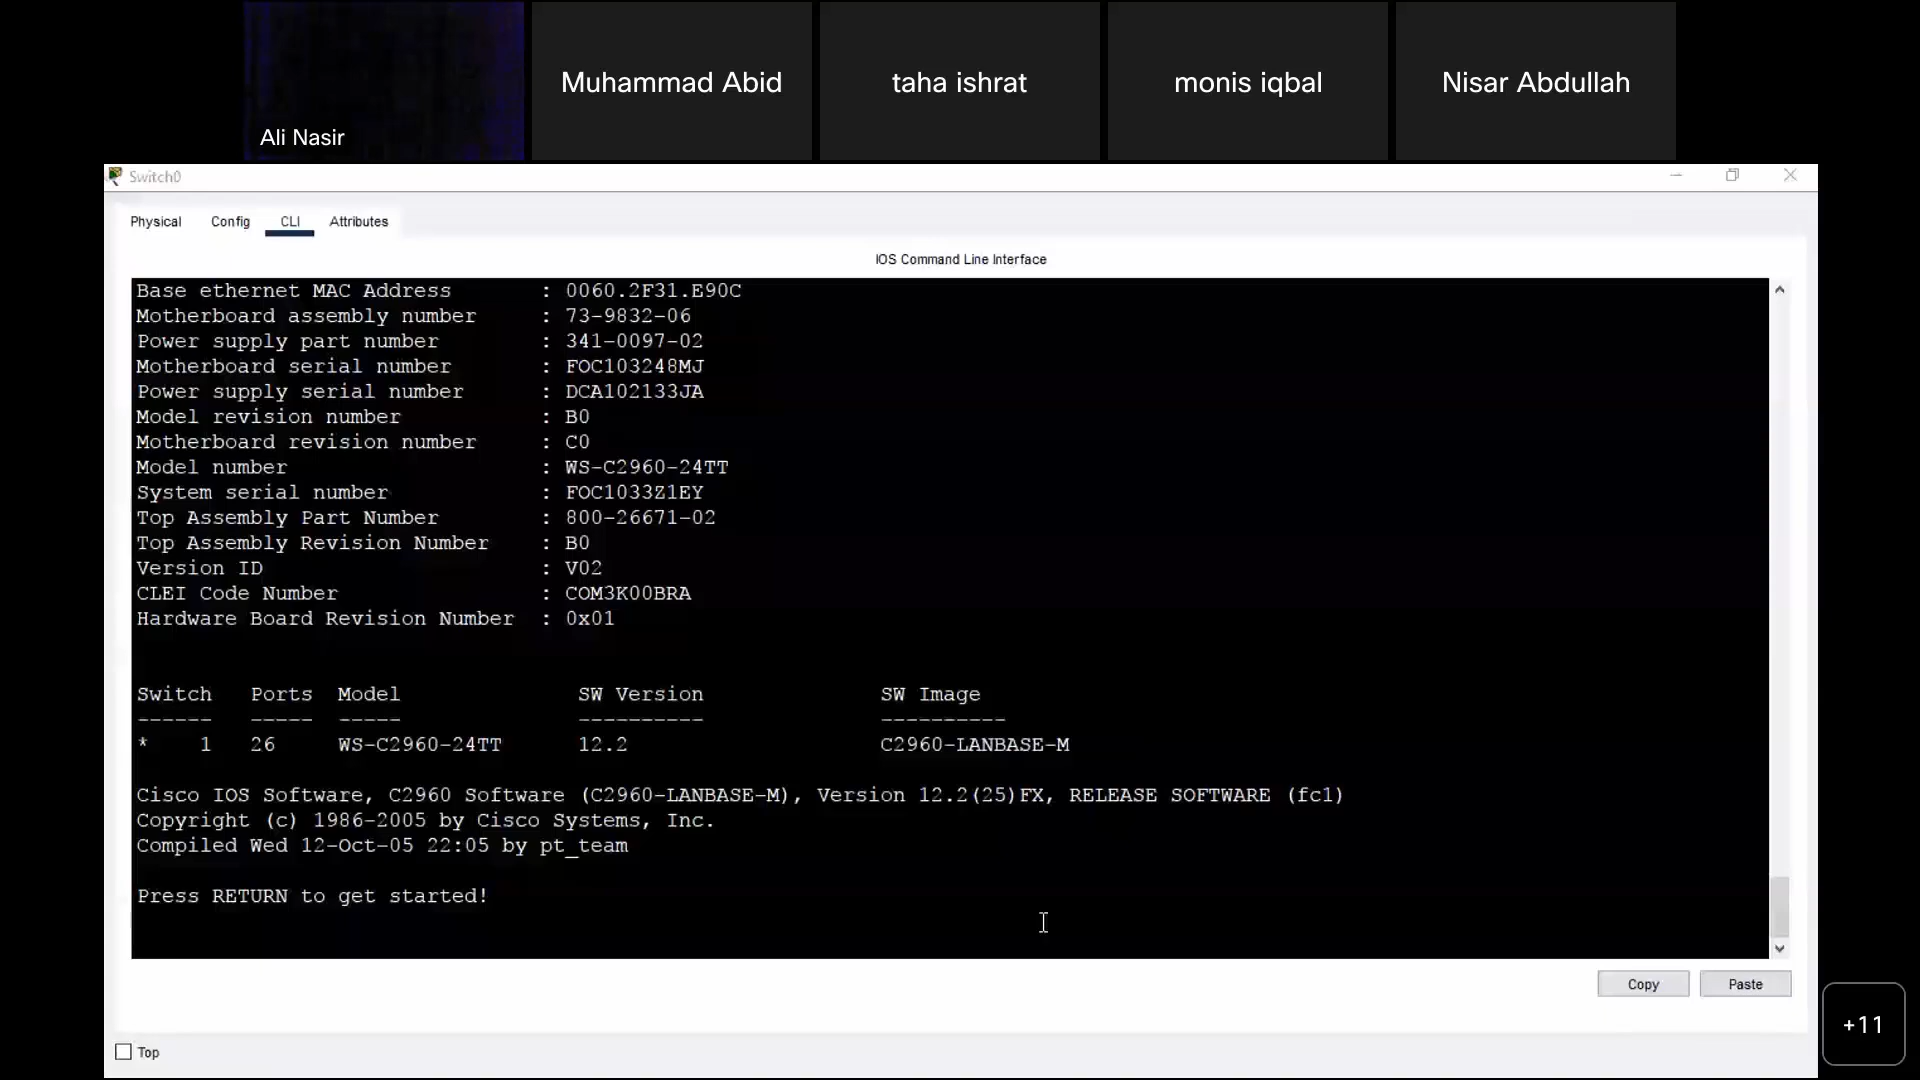 Ali Nasir
Muhammad Abid
taha ishrat
monis iqbal
Nisar Abdullah
Switch0
Physical Config CLI Attributes
IOS Command Line Interface
Base ethernet MAC Address : 0060.2F31.E90C
Motherboard assembly number : 73-9832-06
Power supply part number : 341-0097-02
Motherboard serial number : FOC103248MJ
Power supply serial number : DCA102133JA
Model revision number : B0
Motherboard revision number : C0
Model number : WS-C2960-24TT
System serial number : FOC1033Z1EY
Top Assembly Part Number : 800-26671-02
Top Assembly Revision Number : B0
Version ID : V02
CLEI Code Number : COM3K00BRA
Hardware Board Revision Number : 0x01
Switch Ports Model SW Version SW Image
------ ----- ----- ---------- ----------
* 1 26 WS-C2960-24TT 12.2 C2960-LANBASE-M
Cisco IOS Software, C2960 Software (C2960-LANBASE-M), Version 12.2(25)FX, RELEASE SOFTWARE (fc1)
Copyright (c) 1986-2005 by Cisco Systems, Inc.
Compiled Wed 12-Oct-05 22:05 by pt_team
Press RETURN to get started!
Copy Paste
+11
Top